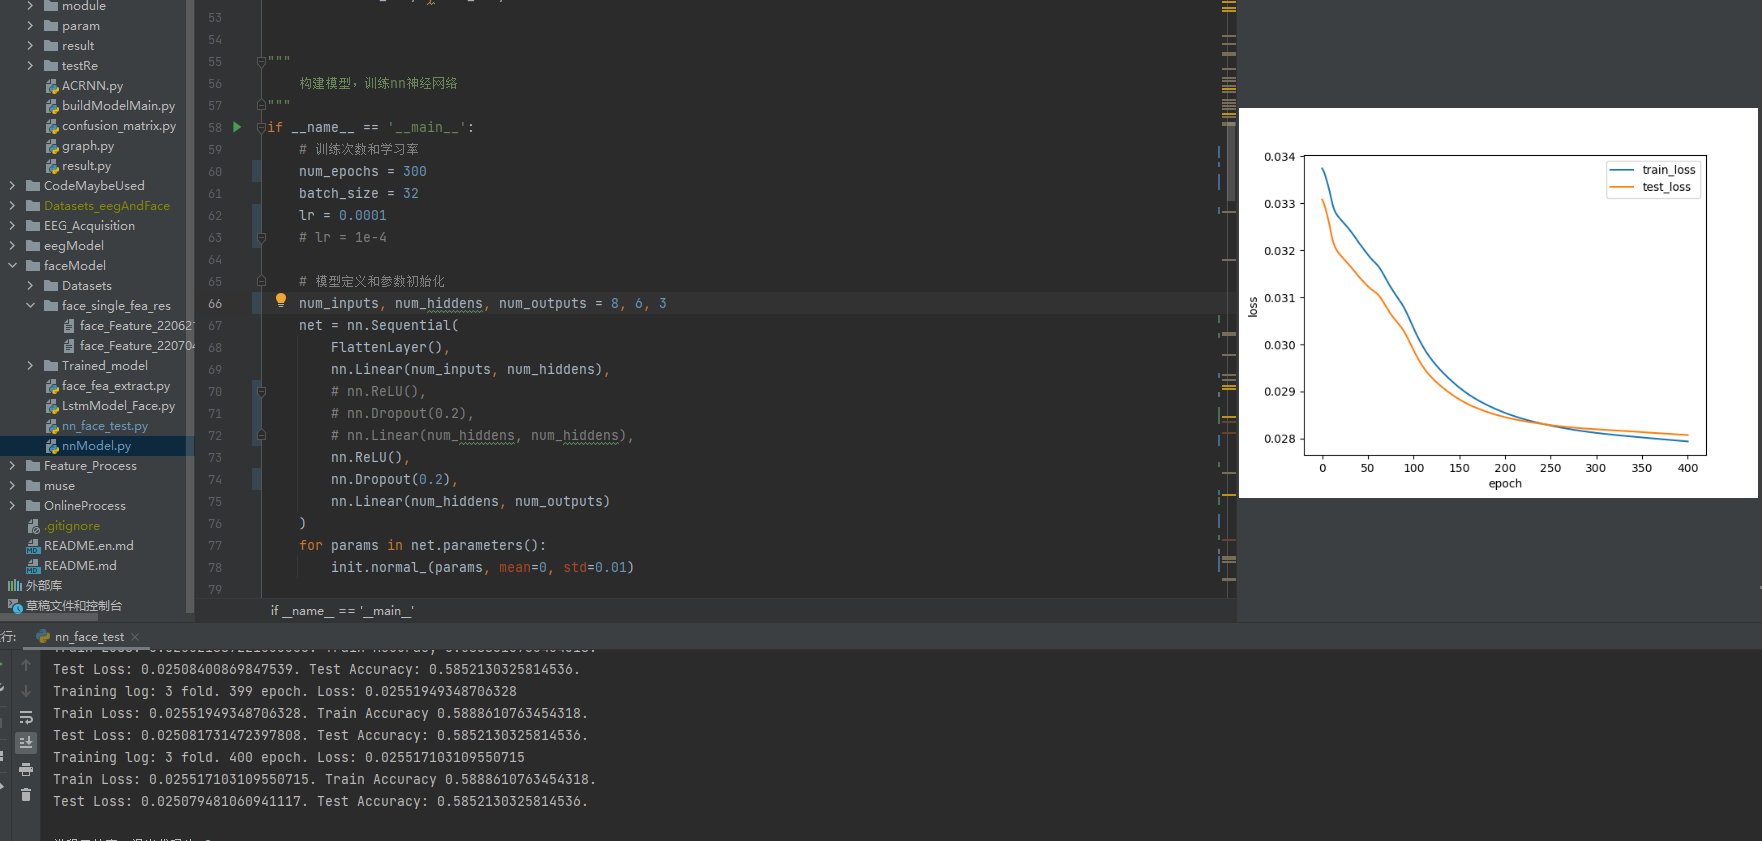 module
param
result
testRe
ACRNN.py
buildModelMain.py
confusion_matrix.py
graph.py
result.py
CodeMaybeUsed
Datasets_eegAndFace
EEG_Acquisition
eegModel
faceModel
Datasets
face_single_fea_res
face_Feature_22062
face_Feature_22070
Trained_model
face_fea_extract.py
LstmModel_Face.py
nn_face_test.py
nnModel.py
Feature_Process
muse
OnlineProcess
.gitignore
README.en.md
README.md
外部库
草稿文件和控制台
53
54
55 """
56 构建模型，训练nn神经网络
57 """
58 if __name__ == '__main__':
59 # 训练次数和学习率
60 num_epochs = 300
61 batch_size = 32
62 lr = 0.0001
63 # lr = 1e-4
64
65 # 模型定义和参数初始化
66 num_inputs, num_hiddens, num_outputs = 8, 6, 3
67 net = nn.Sequential(
68 FlattenLayer(),
69 nn.Linear(num_inputs, num_hiddens),
70 # nn.ReLU(),
71 # nn.Dropout(0.2),
72 # nn.Linear(num_hiddens, num_hiddens),
73 nn.ReLU(),
74 nn.Dropout(0.2),
75 nn.Linear(num_hiddens, num_outputs)
76 )
77 for params in net.parameters():
78 init.normal_(params, mean=0, std=0.01)
79
if __name__ == '__main__'
train_loss
test_loss
0.034
0.033
0.032
0.031
0.030
0.029
0.028
loss
0 50 100 150 200 250 300 350 400
epoch
行: nn_face_test
Test Loss: 0.02508400869847539. Test Accuracy: 0.5852130325814536.
Training log: 3 fold. 399 epoch. Loss: 0.02551949348706328
Train Loss: 0.02551949348706328. Train Accuracy 0.5888610763454318.
Test Loss: 0.025081731472397808. Test Accuracy: 0.5852130325814536.
Training log: 3 fold. 400 epoch. Loss: 0.025517103109550715
Train Loss: 0.025517103109550715. Train Accuracy 0.5888610763454318.
Test Loss: 0.025079481060941117. Test Accuracy: 0.5852130325814536.